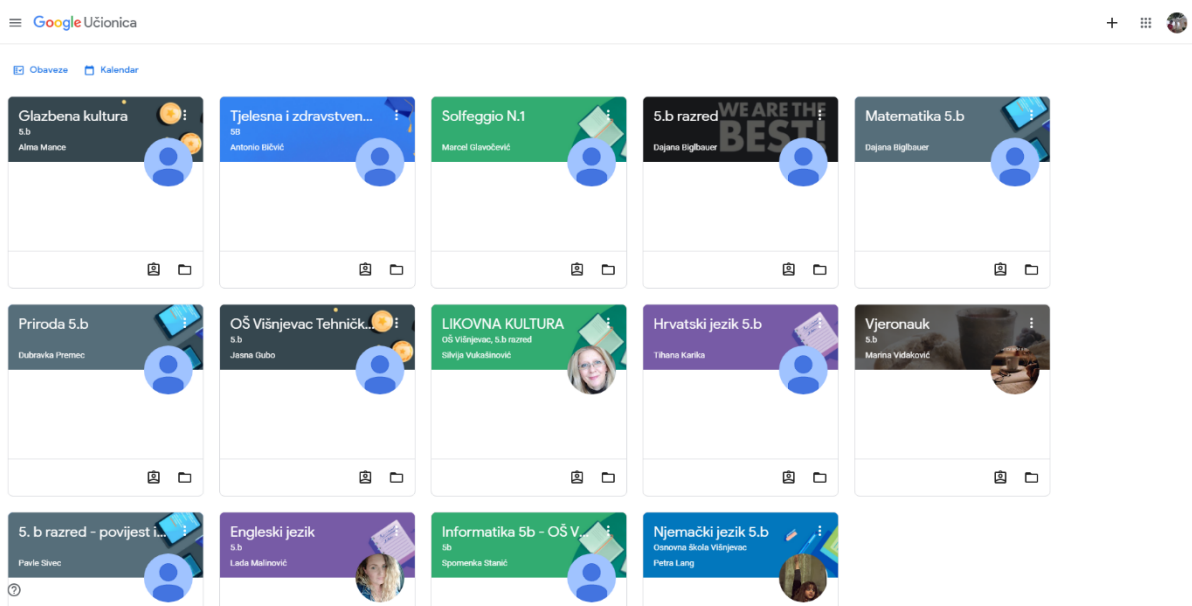 Google Učionica
Obaveze Kalendar
Glazbena kultura
5.b
Alma Mance
Tjelesna i zdravstven...
5B
Antonio Bičvić
Solfeggio N.1
Marcel Glavočević
5.b razred
Dajana Biglbauer
WE ARE THE
BEST!
Matematika 5.b
Dajana Biglbauer
Priroda 5.b
Dubravka Premec
OŠ Višnjevac Tehničk...
5.b
Jasna Gubo
LIKOVNA KULTURA
OŠ Višnjevac, 5.b razred
Silvija Vukašinović
Hrvatski jezik 5.b
Tihana Karika
Vjeronauk
5.b
Marina Vidaković
5. b razred - povijest i...
Pavle Sivec
Engleski jezik
5.b
Lada Malinović
Informatika 5b - OŠ V...
5b
Spomenka Stanić
Njemački jezik 5.b
Osnovna škola Višnjevac
Petra Lang